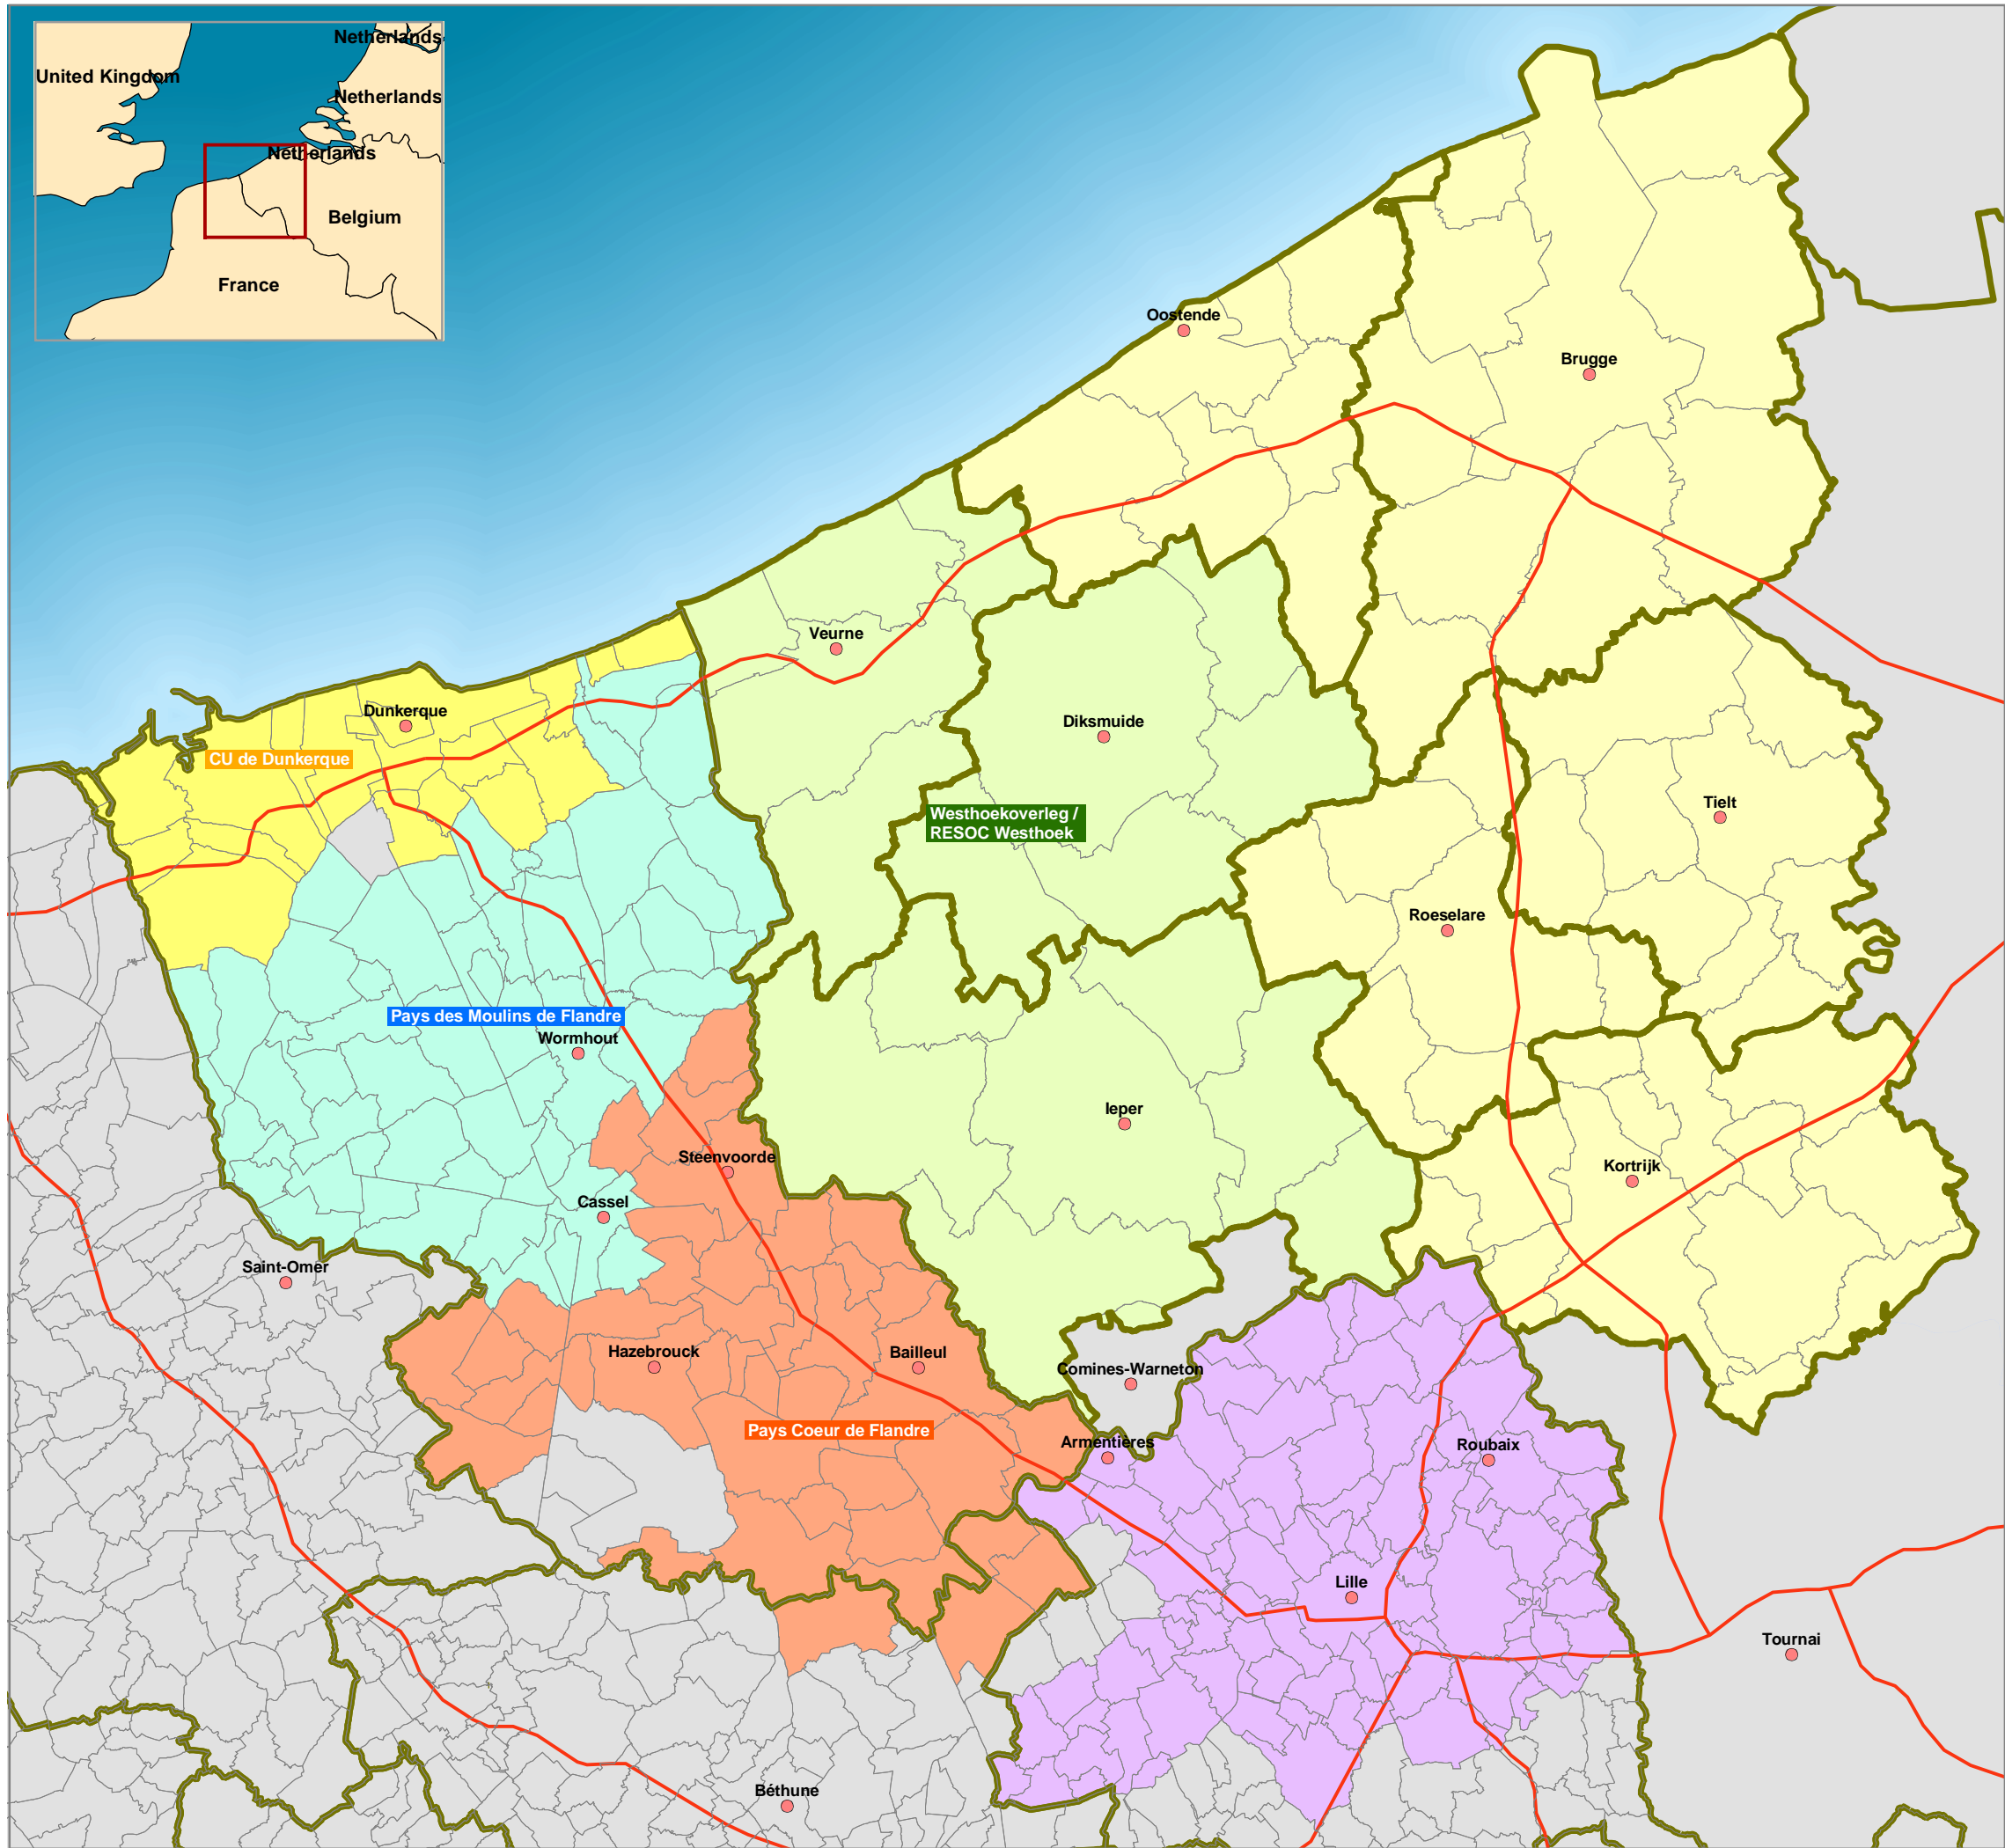 Netherlands
United Kingdom
Netherlands
Netherlands
Belgium
France
Oostende
Brugge
Veurne
Dunkerque
Diksmuide
CU de Dunkerque
Westhoekoverleg /
RESOC Westhoek
Tielt
Roeselare
Pays des Moulins de Flandre
Wormhout
Ieper
Steenvoorde
Kortrijk
Cassel
Saint-Omer
Hazebrouck
Bailleul
Comines-Warneton
Pays Coeur de Flandre
Armentières
Roubaix
Lille
Tournai
Béthune